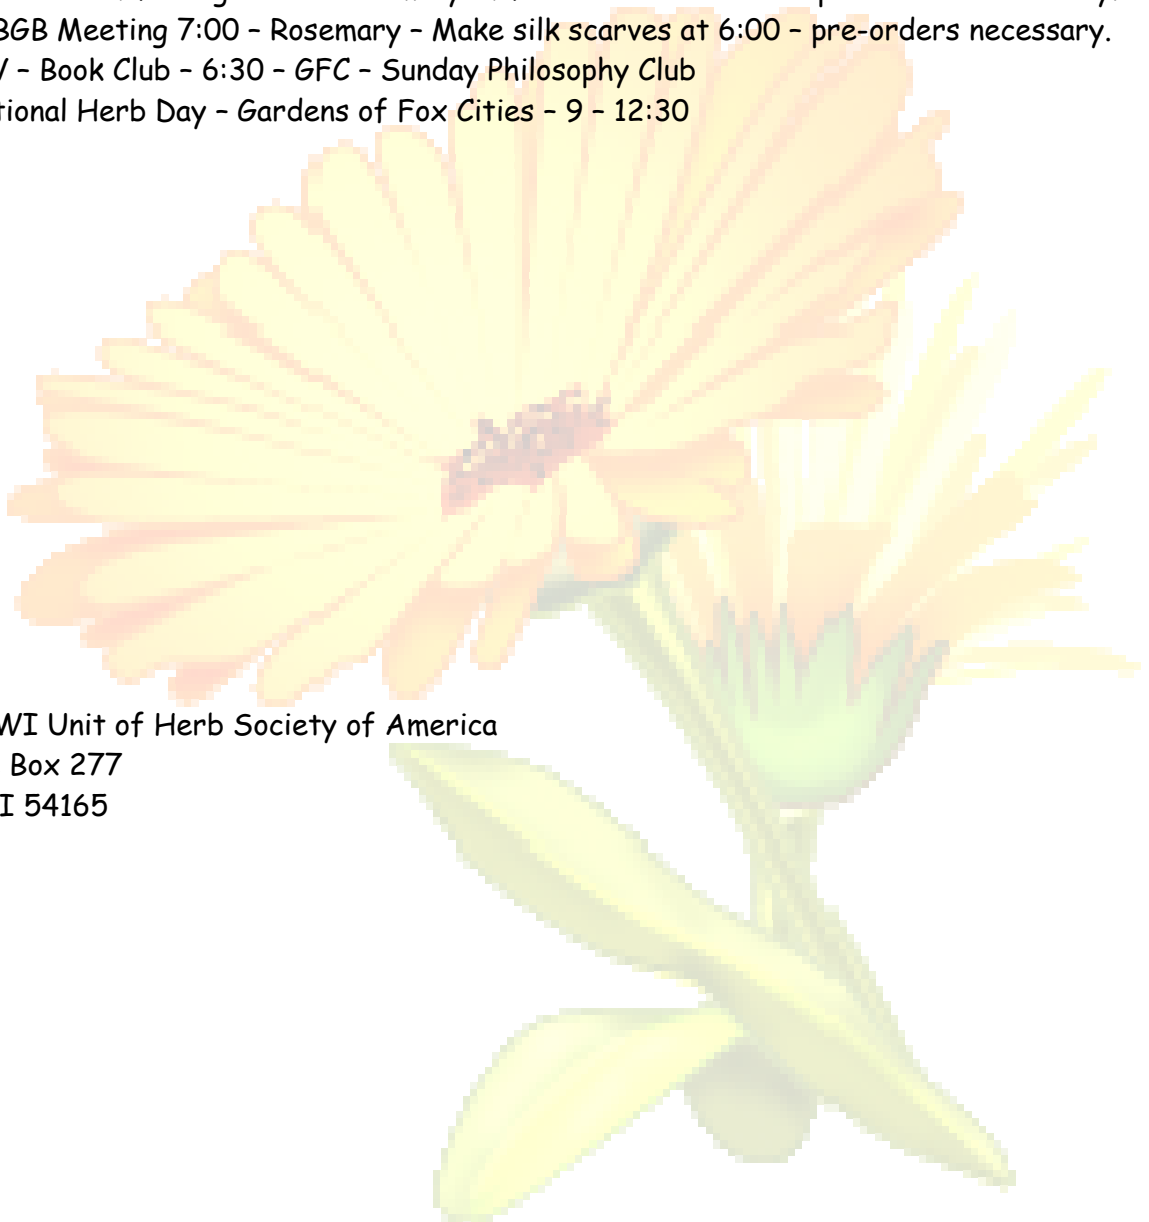 GB Meeting 7:00 – Rosemary – Make silk scarves at 6:00 – pre-orders necessary.
– Book Club – 6:30 – GFC – Sunday Philosophy Club
tional Herb Day – Gardens of Fox Cities – 9 – 12:30
WI Unit of Herb Society of America
Box 277
I 54165